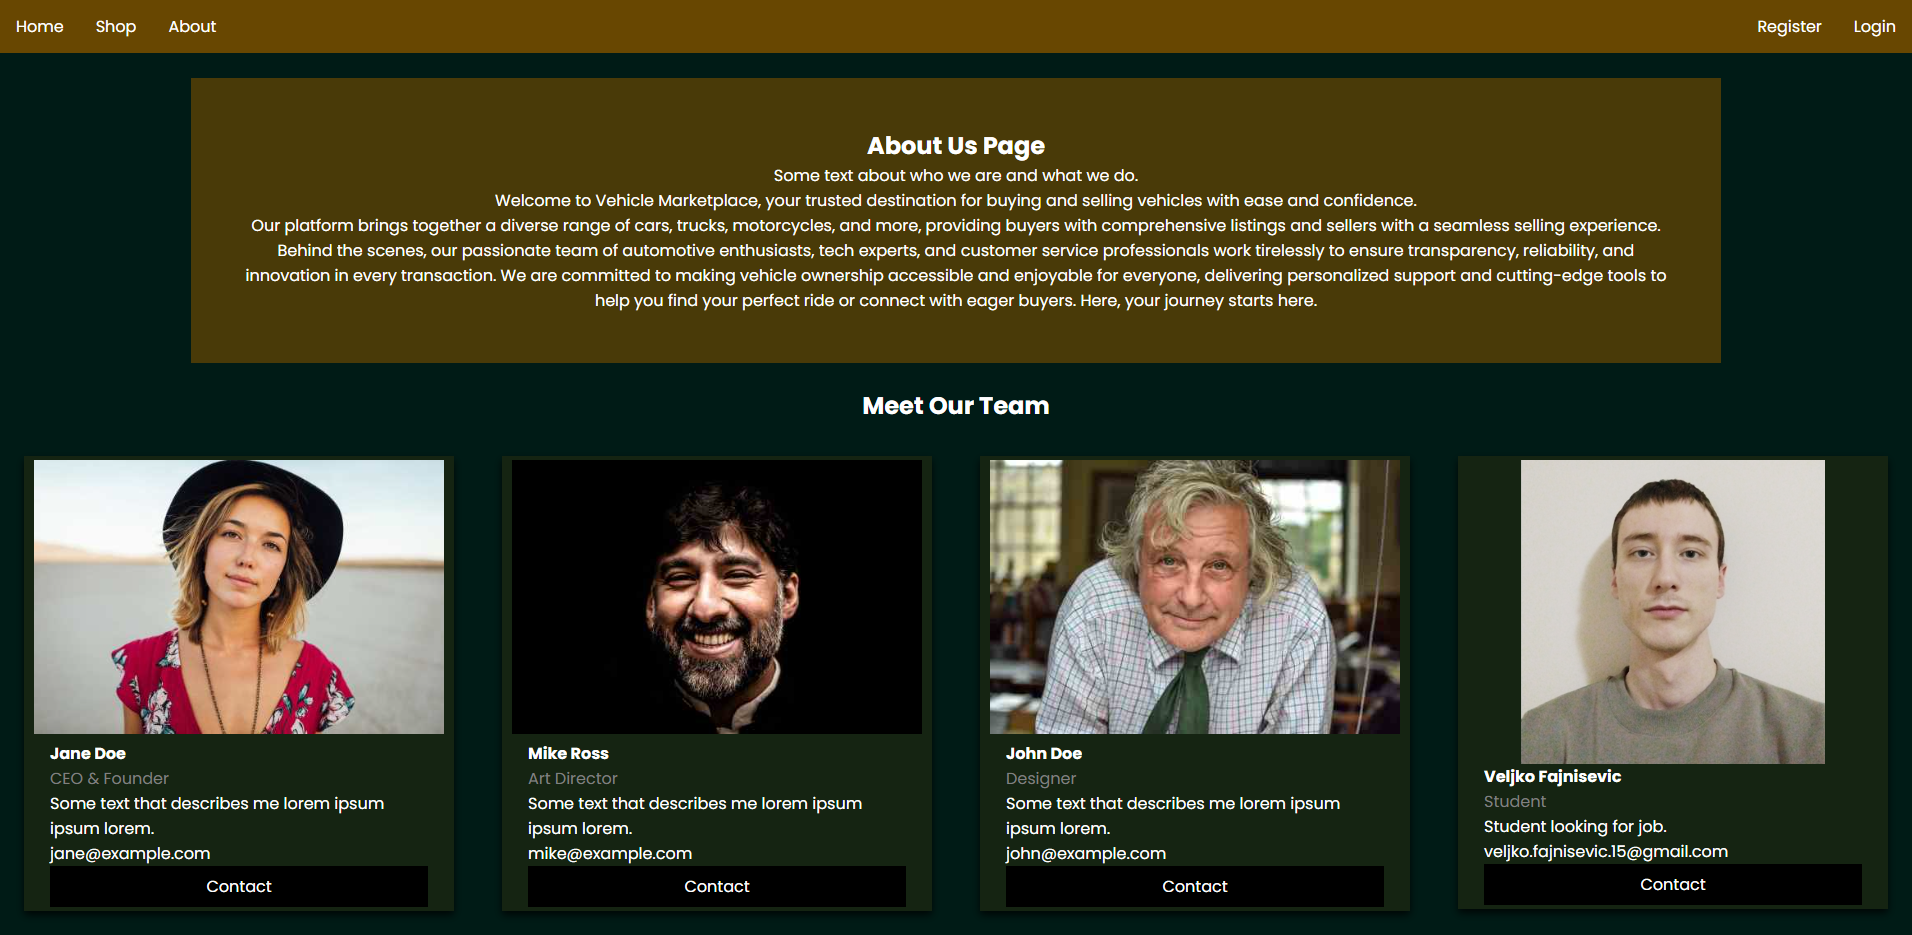 Home Shop About Register Login
About Us Page
Some text about who we are and what we do.
Welcome to Vehicle Marketplace, your trusted destination for buying and selling vehicles with ease and confidence.
Our platform brings together a diverse range of cars, trucks, motorcycles, and more, providing buyers with comprehensive listings and sellers with a seamless selling experience.
Behind the scenes, our passionate team of automotive enthusiasts, tech experts, and customer service professionals work tirelessly to ensure transparency, reliability, and
innovation in every transaction. We are committed to making vehicle ownership accessible and enjoyable for everyone, delivering personalized support and cutting-edge tools to
help you find your perfect ride or connect with eager buyers. Here, your journey starts here.
Meet Our Team
Jane Doe
CEO & Founder
Some text that describes me lorem ipsum
ipsum lorem.
jane@example.com
Contact
Mike Ross
Art Director
Some text that describes me lorem ipsum
ipsum lorem.
mike@example.com
Contact
John Doe
Designer
Some text that describes me lorem ipsum
ipsum lorem.
john@example.com
Contact
Veljko Fajnisevic
Student
Student looking for job.
veljko.fajnisevic.15@gmail.com
Contact